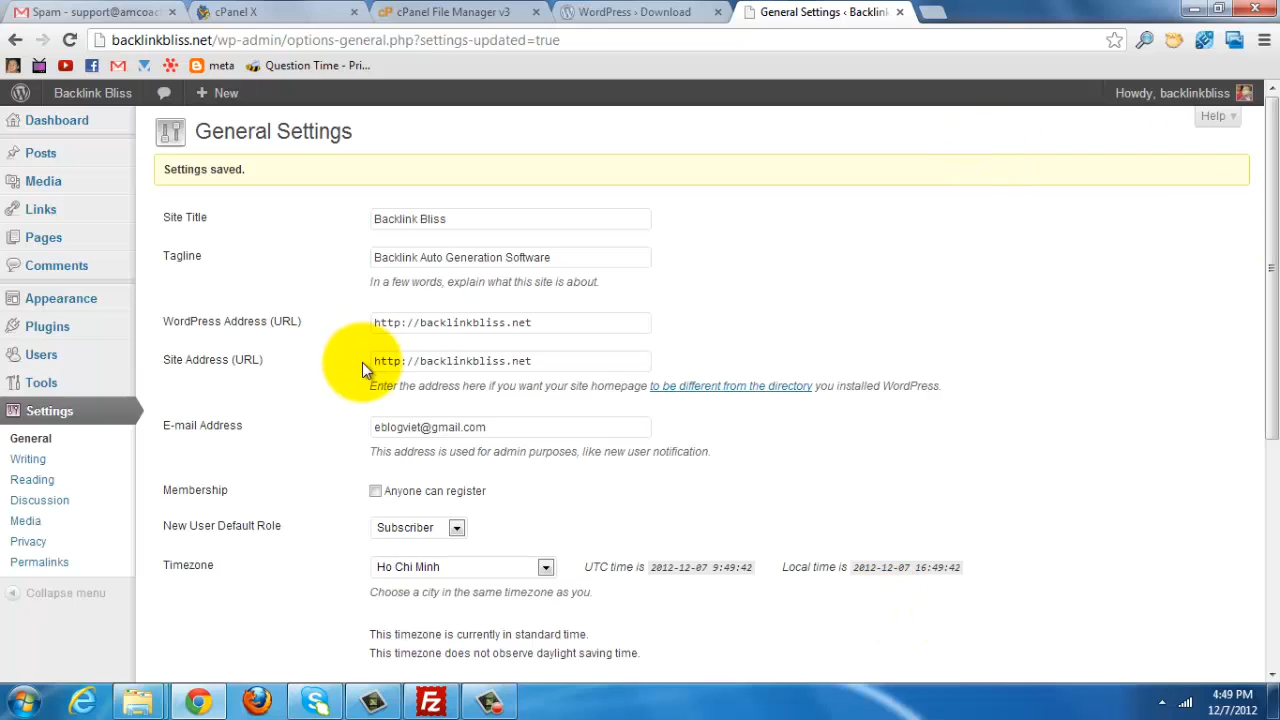 Spam - support@amcoac
cPanel X
cPanel File Manager v3
WordPress › Download
General Settings ‹ Backlink
backlinkbliss.net/wp-admin/options-general.php?settings-updated=true
meta
Question Time - Pri...
Backlink Bliss
+ New
Howdy, backlinkbliss
Help
Dashboard
Posts
Media
Links
Pages
Comments
Appearance
Plugins
Users
Tools
Settings
General
Writing
Reading
Discussion
Media
Privacy
Permalinks
Collapse menu
General Settings
Settings saved.
Site Title
Backlink Bliss
Tagline
Backlink Auto Generation Software
In a few words, explain what this site is about.
WordPress Address (URL)
http://backlinkbliss.net
Site Address (URL)
http://backlinkbliss.net
Enter the address here if you want your site homepage to be different from the directory you installed WordPress.
E-mail Address
eblogviet@gmail.com
This address is used for admin purposes, like new user notification.
Membership
Anyone can register
New User Default Role
Subscriber
Timezone
Ho Chi Minh
UTC time is 2012-12-07 9:49:42
Local time is 2012-12-07 16:49:42
Choose a city in the same timezone as you.
This timezone is currently in standard time.
This timezone does not observe daylight saving time.
4:49 PM
12/7/2012